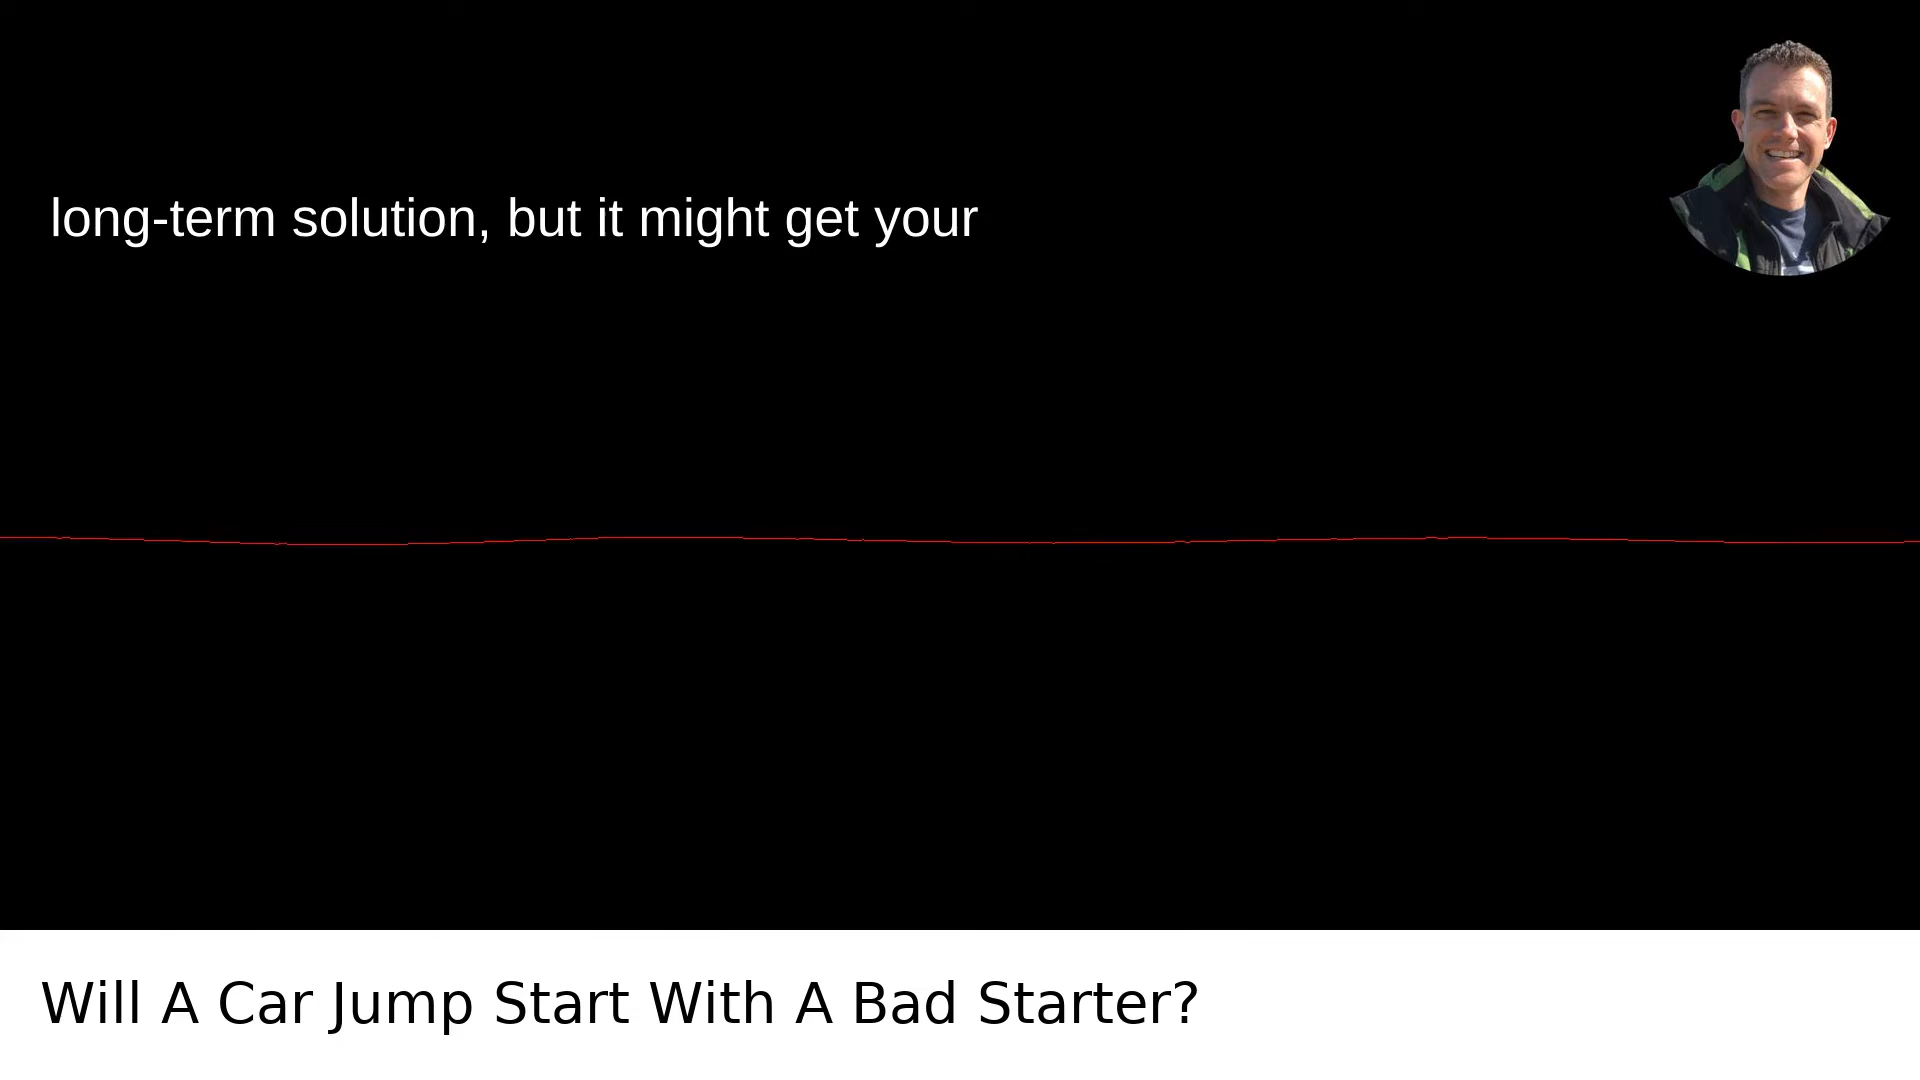 long-term solution, but it might get your
Will A Car Jump Start With A Bad Starter?